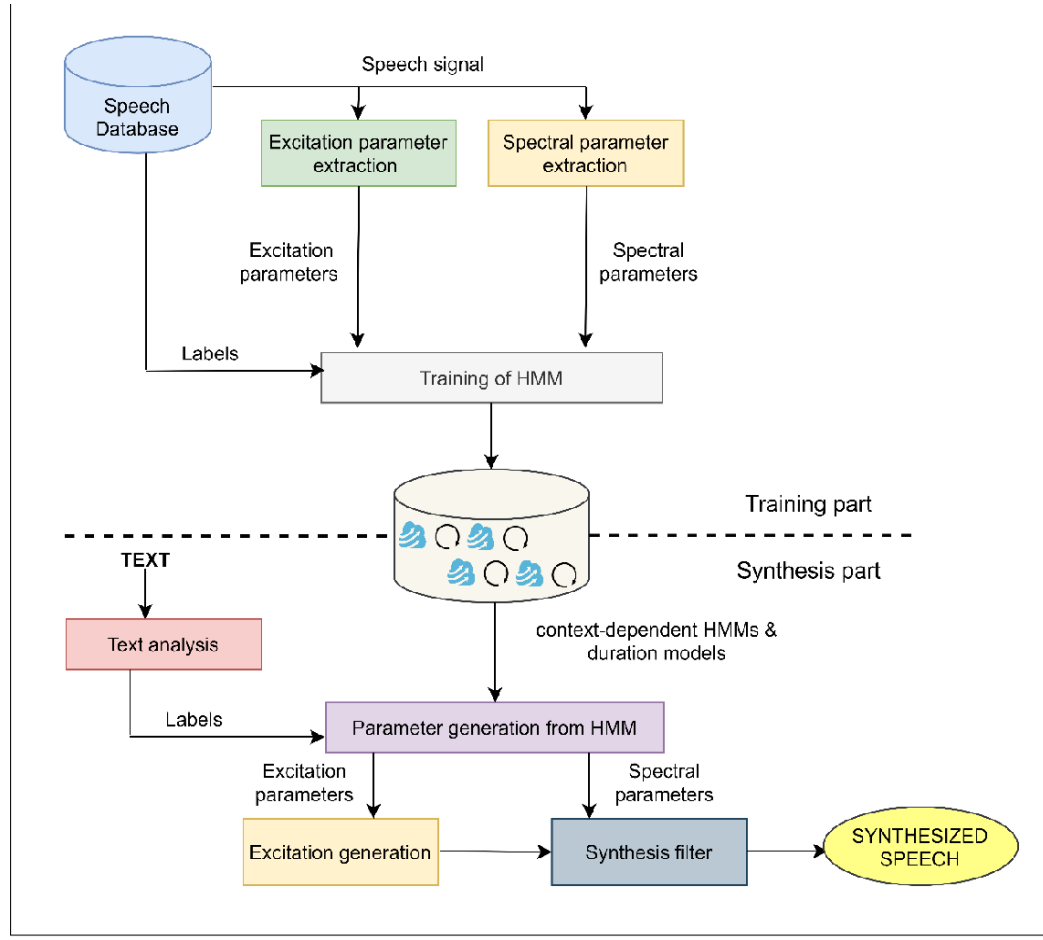 Speech signal
Speech
Database
Excitation parameter
extraction
Spectral parameter
extraction
Excitation
parameters
Spectral
parameters
Labels
Training of HMM
Training part
TEXT
Synthesis part
Text analysis
context-dependent HMMs &
duration models
Labels
Parameter generation from HMM
Excitation
parameters
Spectral
parameters
Excitation generation
Synthesis filter
SYNTHESIZED
SPEECH